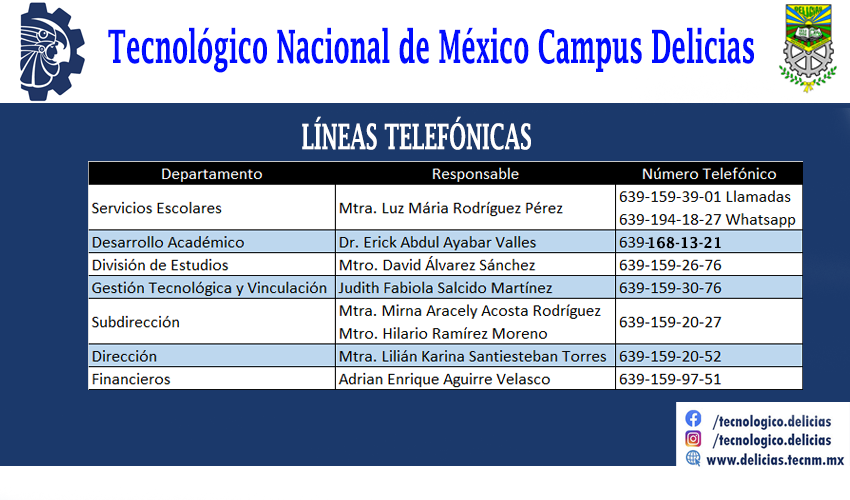 Tecnológico Nacional de México Campus Delicias
DELICIAS
LÍNEAS TELEFÓNICAS
Departamento Responsable Número Telefónico
Servicios Escolares Mtra. Luz Mária Rodríguez Pérez 639-159-39-01 Llamadas
639-194-18-27 Whatsapp
Desarrollo Académico Dr. Erick Abdul Ayabar Valles 639-168-13-21
División de Estudios Mtro. David Álvarez Sánchez 639-159-26-76
Gestión Tecnológica y Vinculación Judith Fabiola Salcido Martínez 639-159-30-76
Subdirección Mtra. Mirna Aracely Acosta Rodríguez 639-159-20-27
Mtro. Hilario Ramírez Moreno
Dirección Mtra. Lilián Karina Santiesteban Torres 639-159-20-52
Financieros Adrian Enrique Aguirre Velasco 639-159-97-51
/tecnologico.delicias
/tecnologico.delicias
www.delicias.tecnm.mx